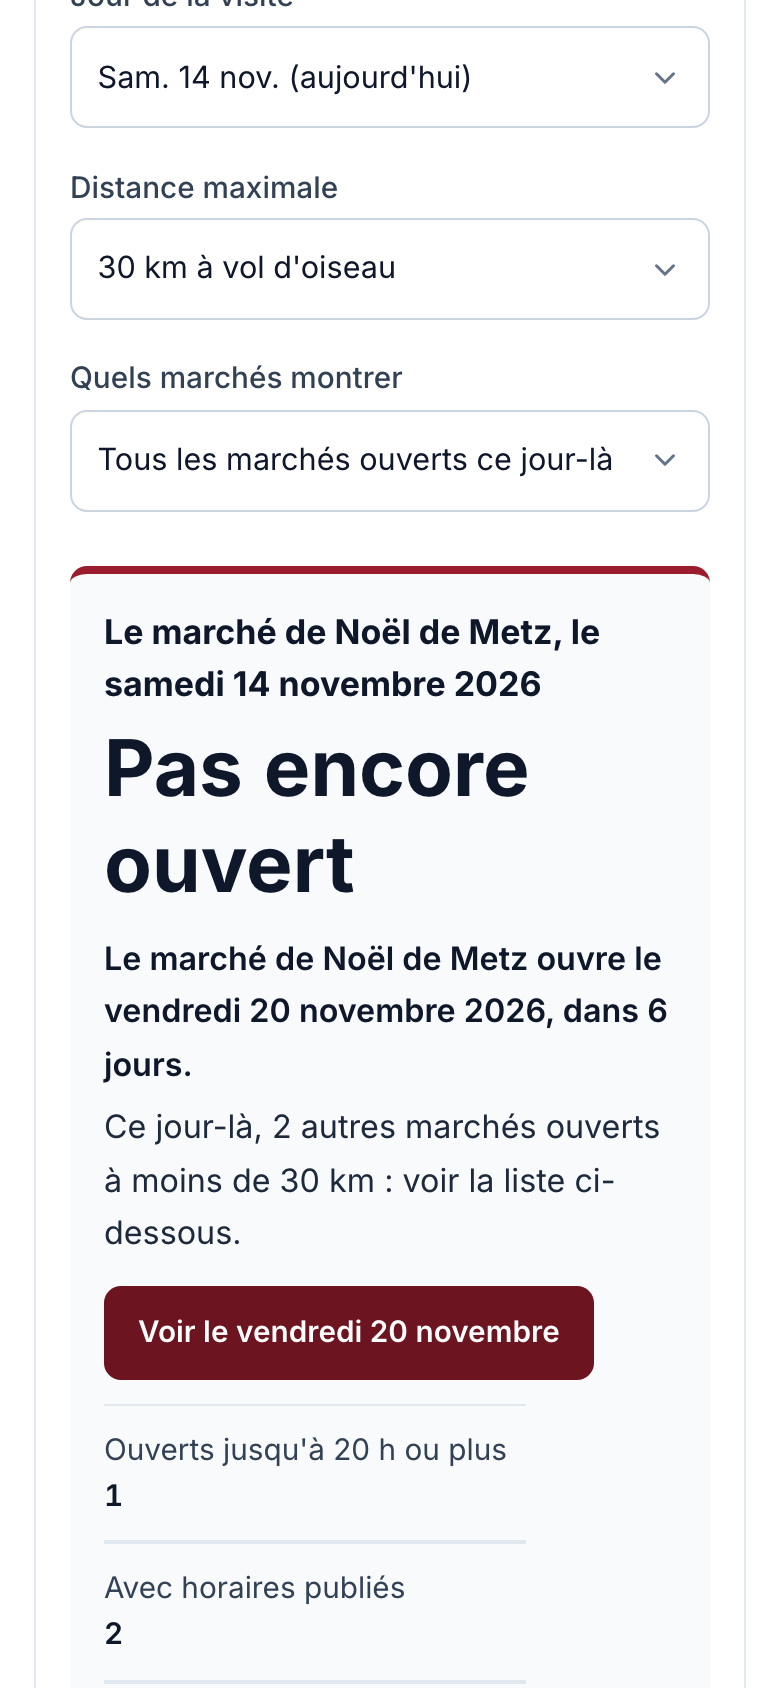 Jour de la visite
Sam. 14 nov. (aujourd'hui)
Distance maximale
30 km à vol d'oiseau
Quels marchés montrer
Tous les marchés ouverts ce jour-là
Le marché de Noël de Metz, le
samedi 14 novembre 2026
Pas encore
ouvert
Le marché de Noël de Metz ouvre le
vendredi 20 novembre 2026, dans 6
jours.
Ce jour-là, 2 autres marchés ouverts
à moins de 30 km : voir la liste ci-
dessous.
Voir le vendredi 20 novembre
Ouverts jusqu'à 20 h ou plus
1
Avec horaires publiés
2